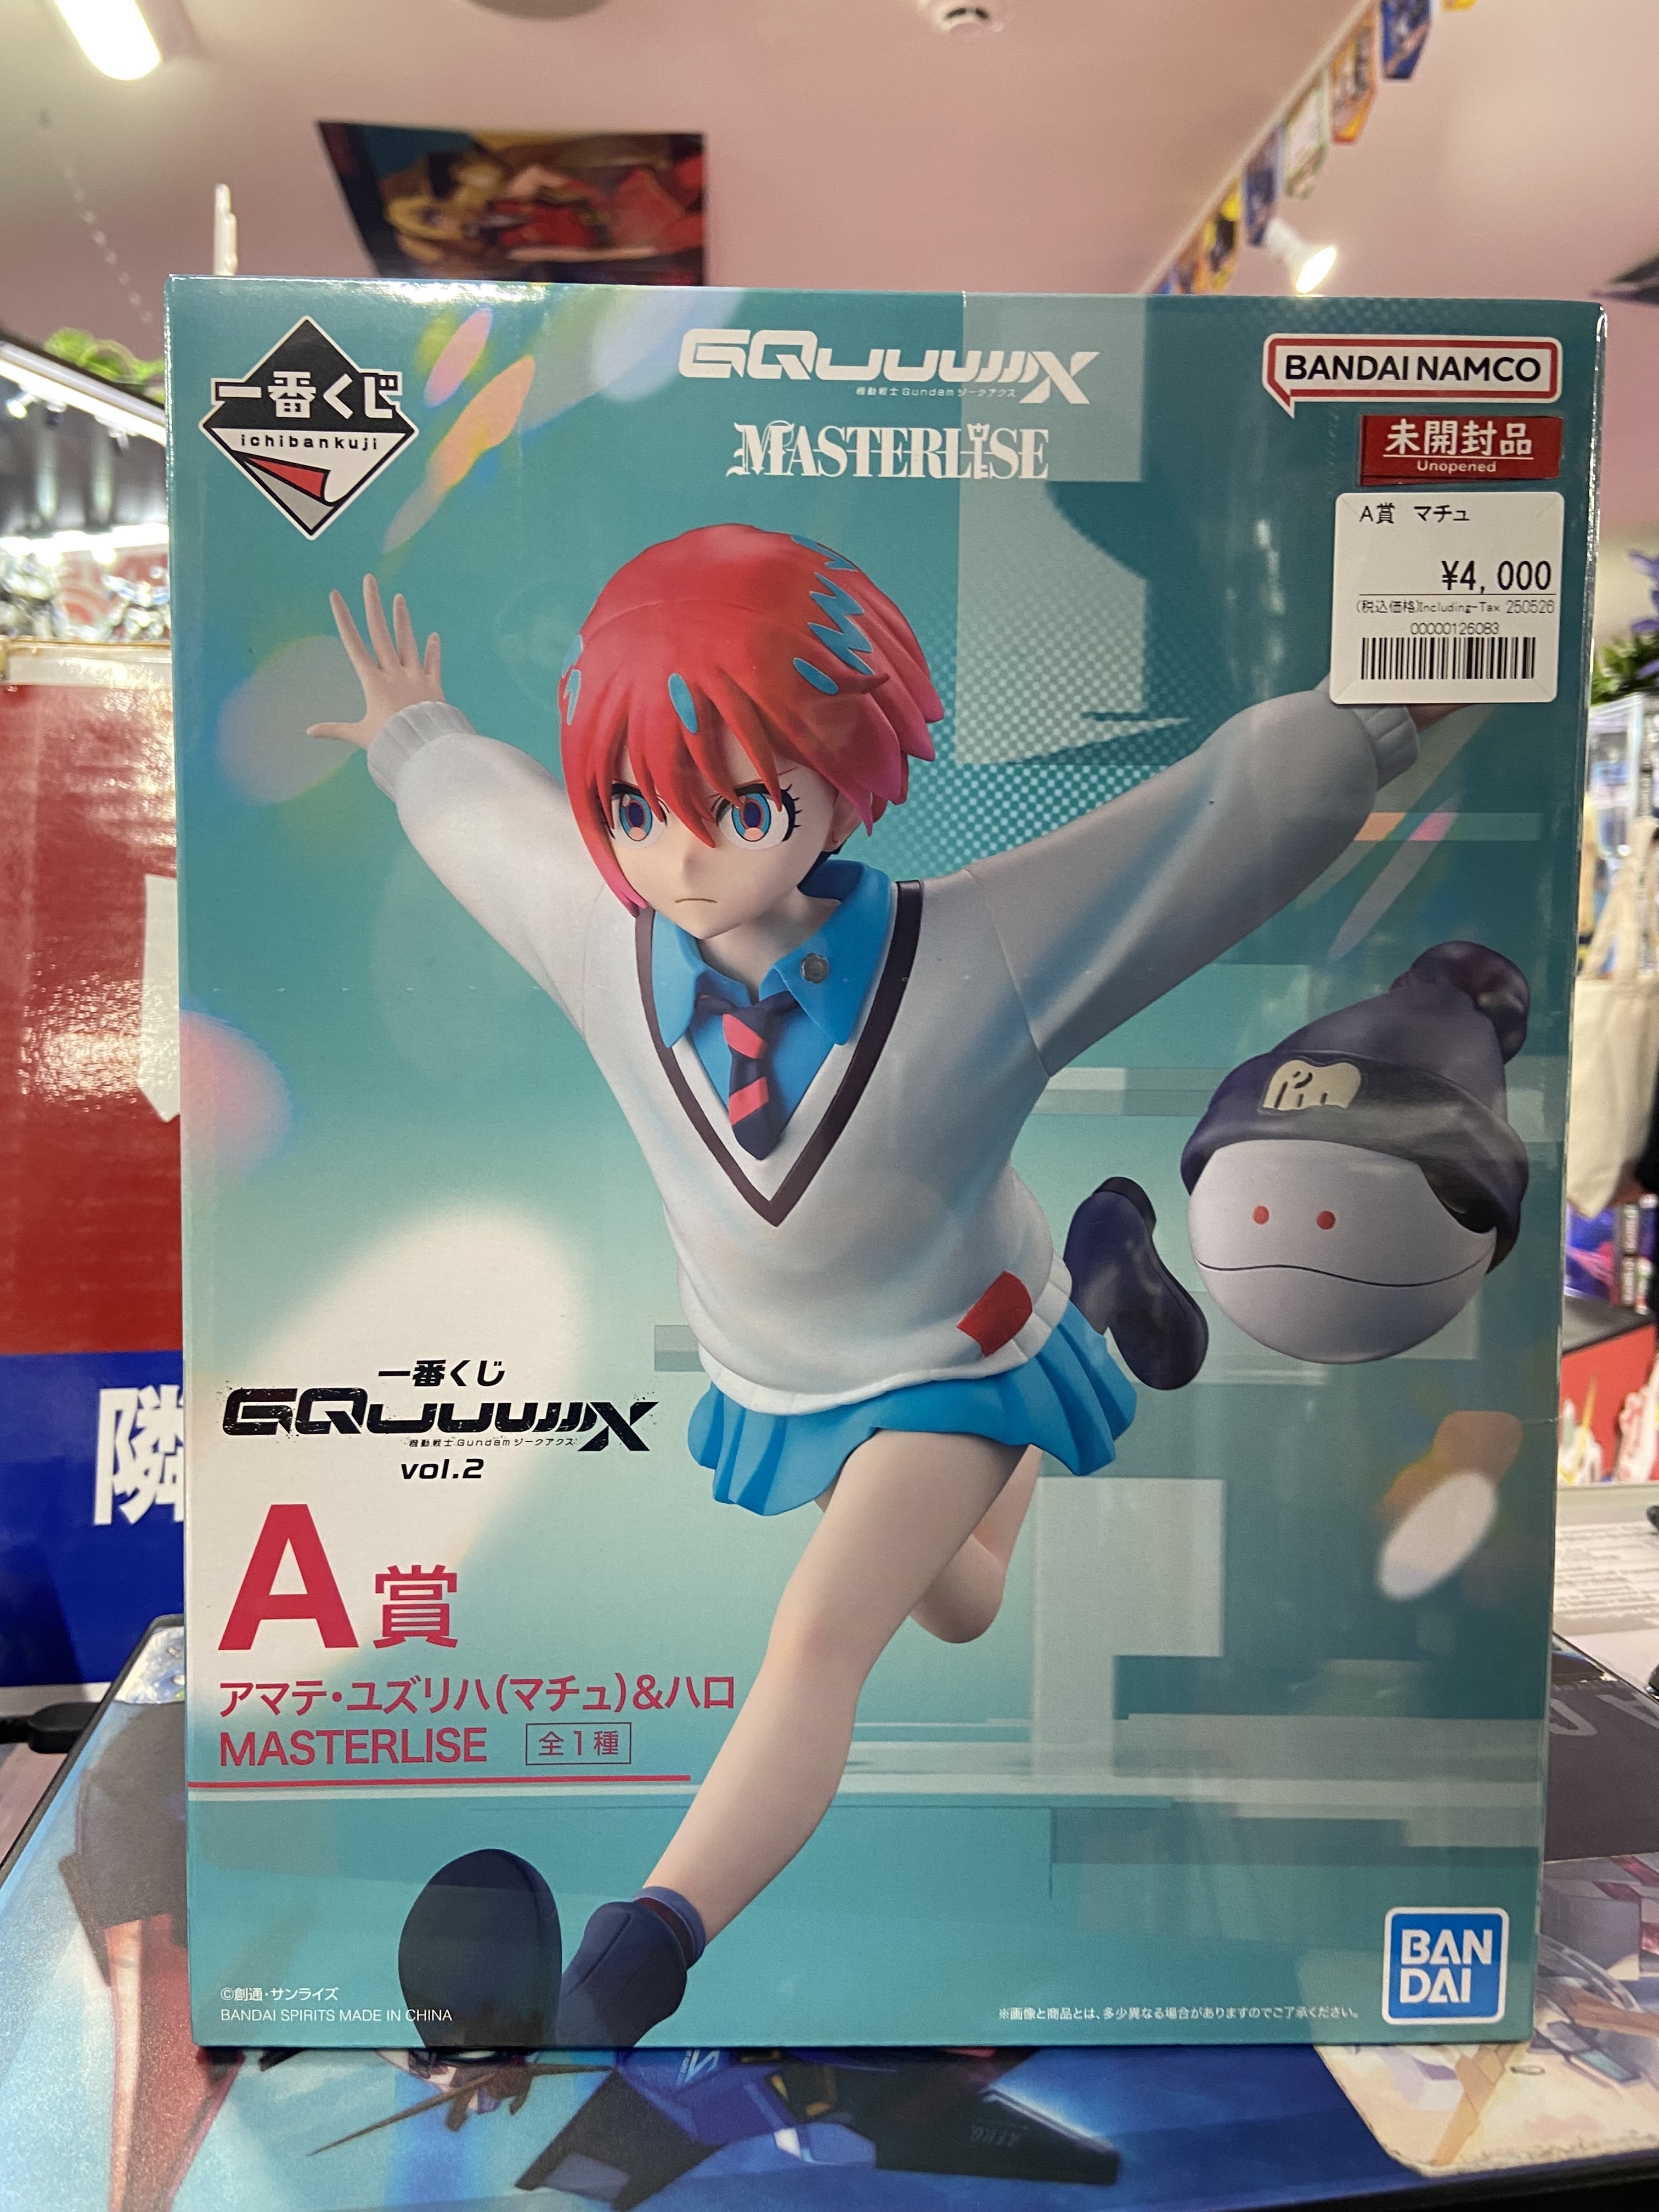 一番くじ
ichibankuji
GQuuuuuuX
機動戦士Gundam ジークアクス
MASTERLISE
BANDAI NAMCO
未開封品
Unopened
A賞 マチュ
¥4,000
(税込価格)Including-Tax 250526
00000126083
一番くじ
GQuuuuuuX
機動戦士Gundam ジークアクス
vol.2
A賞
アマテ・ユズリハ(マチュ)&ハロ
MASTERLISE 全1種
隣
©創通・サンライズ
BANDAI SPIRITS MADE IN CHINA
※画像と商品とは、多少異なる場合がありますのでご了承ください。
BAN
DAI